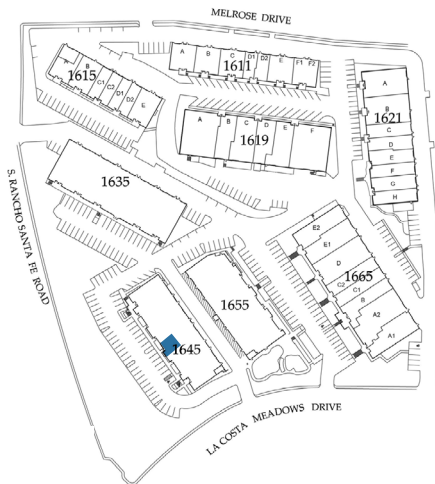 MELROSE DRIVE
A
B
C
D1
D2
E
F1
F2
1611
A
B
C1
C2
D1
D2
E
1615
A
B
C
D
E
F
1619
A
B
1621
C
D
E
F
G
H
1635
S. RANCHO SANTA FE ROAD
E2
E1
D
C2
C1
B
A2
A1
1665
1655
1645
LA COSTA MEADOWS DRIVE